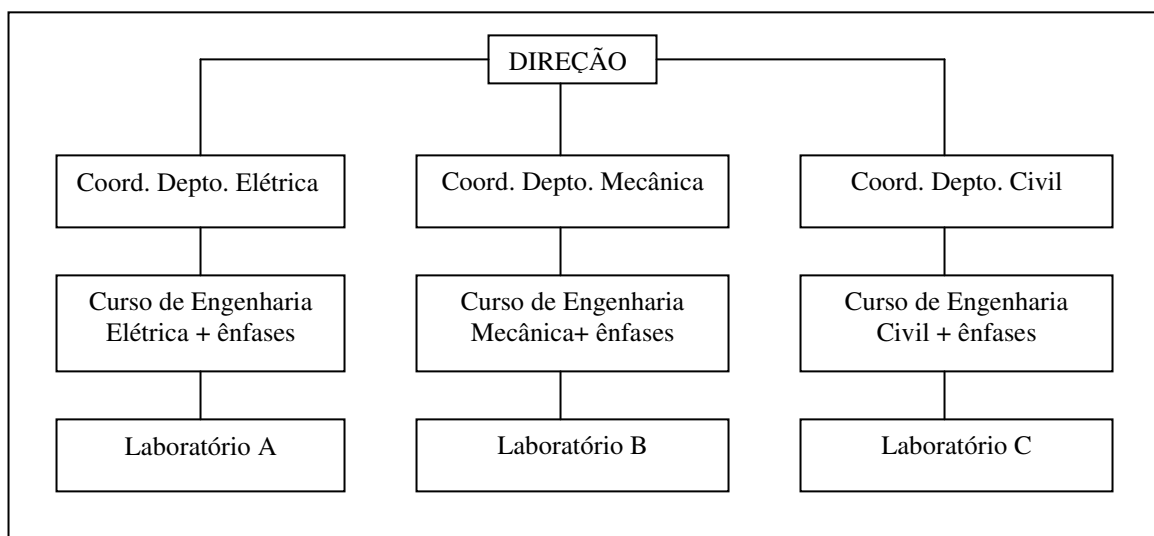 DIREÇÃO
Coord. Depto. Elétrica
Coord. Depto. Mecânica
Coord. Depto. Civil
Curso de Engenharia
Elétrica + ênfases
Curso de Engenharia
Mecânica+ ênfases
Curso de Engenharia
Civil + ênfases
Laboratório A
Laboratório B
Laboratório C